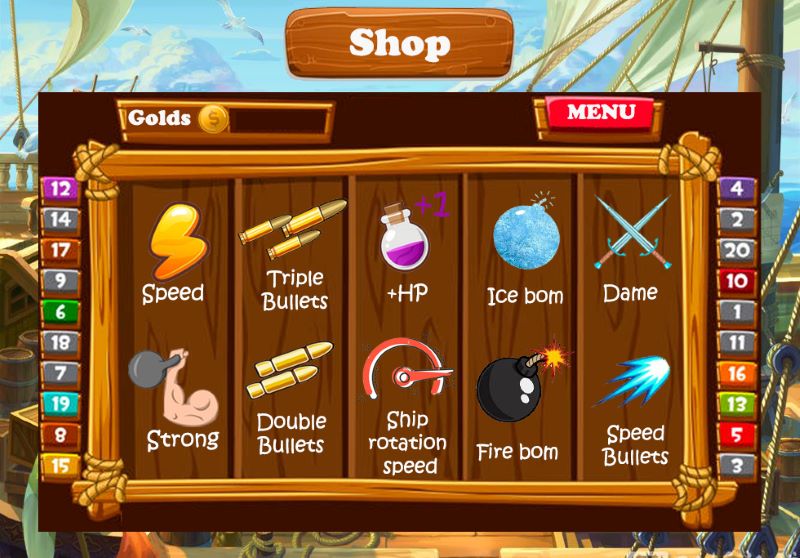 Shop
Golds
MENU
12
14
17
9
6
18
7
19
8
15
Speed
Triple
Bullets
+1
+HP
Ice bom
Dame
Strong
Double
Bullets
Ship
rotation
speed
Fire bom
Speed
Bullets
4
2
20
10
1
11
16
13
5
3